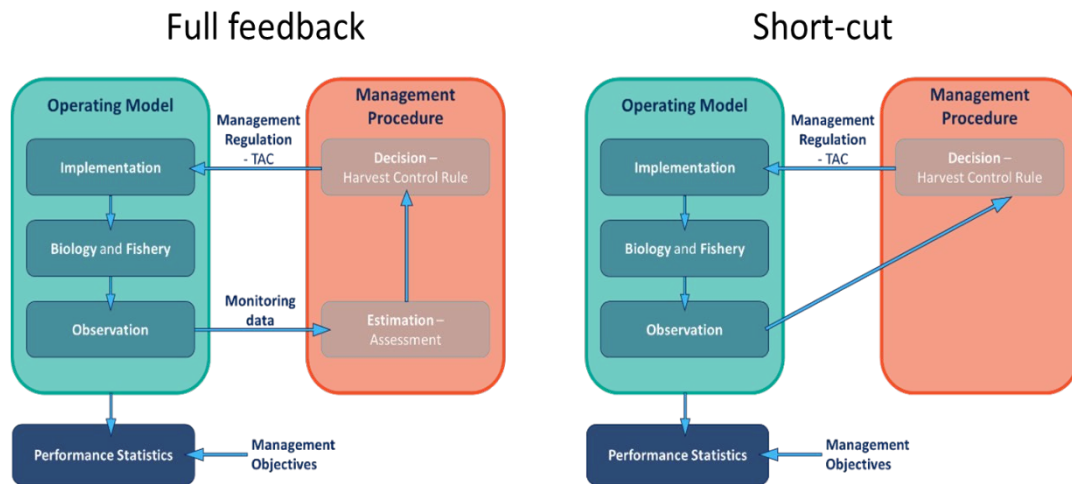 Full feedback
Operating Model
Implementation
Biology and Fishery
Observation
Performance Statistics
Management
Regulation
- TAC
Monitoring
data
Management
Objectives
Management
Procedure
Decision –
Harvest Control Rule
Estimation –
Assessment
Short-cut
Operating Model
Implementation
Biology and Fishery
Observation
Performance Statistics
Management
Regulation
- TAC
Management
Objectives
Management
Procedure
Decision –
Harvest Control Rule